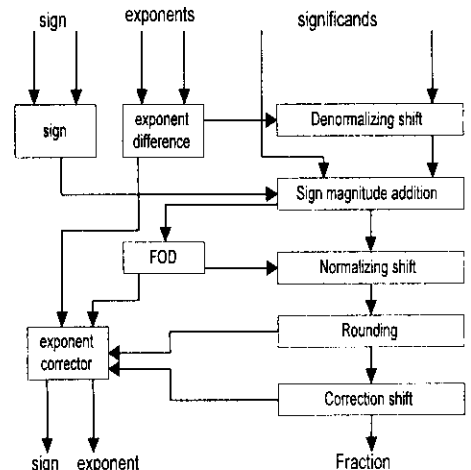 sign
exponents
significands
sign
exponent
difference
Denormalizing shift
Sign magnitude addition
FOD
Normalizing shift
exponent
corrector
Rounding
Correction shift
sign
exponent
Fraction